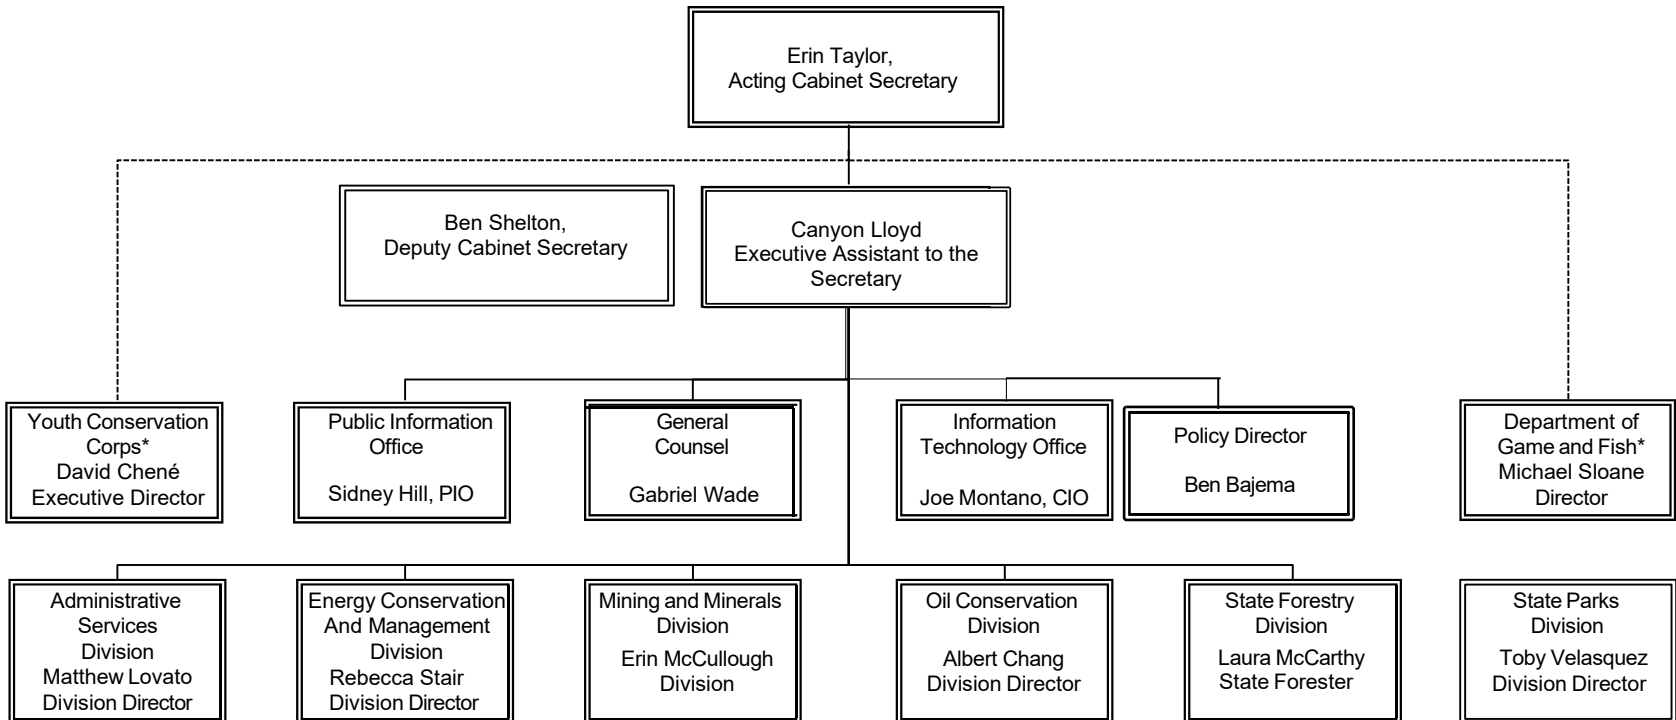 Erin Taylor,
Acting Cabinet Secretary
Ben Shelton,
Deputy Cabinet Secretary
Canyon Lloyd
Executive Assistant to the
Secretary
Youth Conservation
Corps*
David Chené
Executive Director
Public Information
Office
Sidney Hill, PIO
General
Counsel
Gabriel Wade
Information
Technology Office
Joe Montano, CIO
Policy Director
Ben Bajema
Department of
Game and Fish*
Michael Sloane
Director
Administrative
Services
Division
Matthew Lovato
Division Director
Energy Conservation
And Management
Division
Rebecca Stair
Division Director
Mining and Minerals
Division
Erin McCullough
Division
Oil Conservation
Division
Albert Chang
Division Director
State Forestry
Division
Laura McCarthy
State Forester
State Parks
Division
Toby Velasquez
Division Director